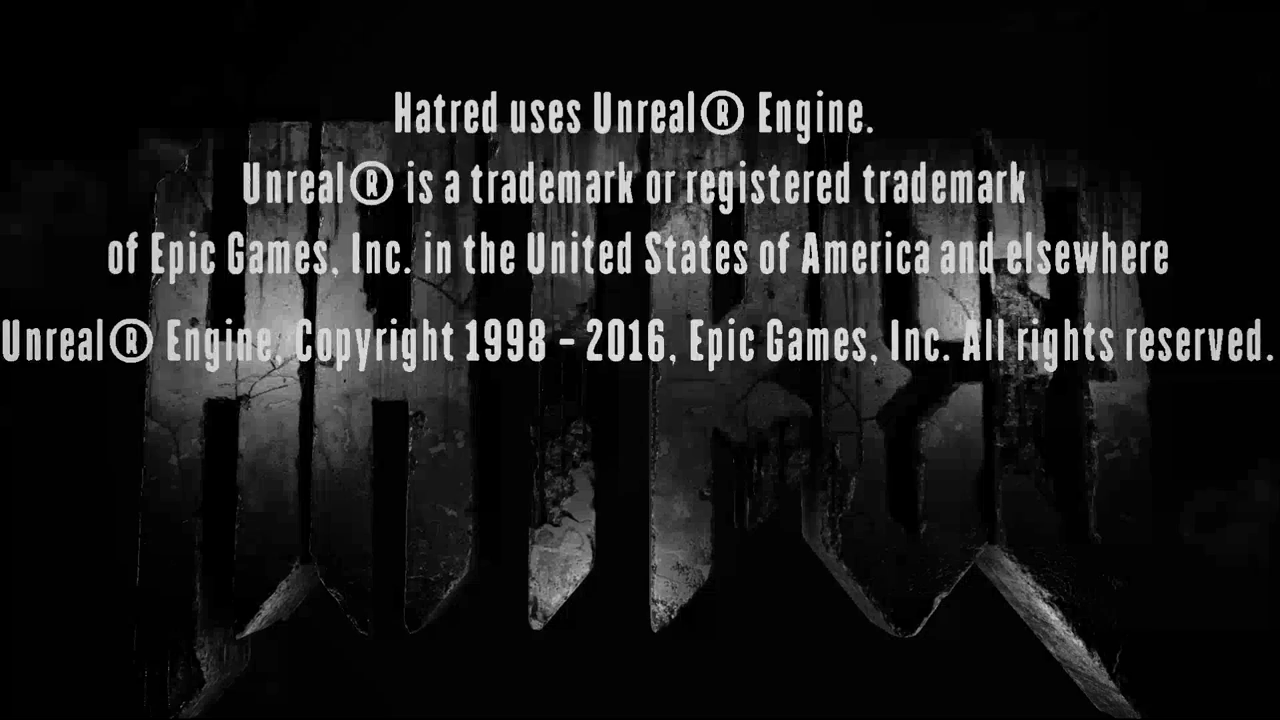 Hatred uses Unreal® Engine.
Unreal® is a trademark or registered trademark
of Epic Games, Inc. in the United States of America and elsewhere
Unreal® Engine, Copyright 1998 - 2016, Epic Games, Inc. All rights reserved.